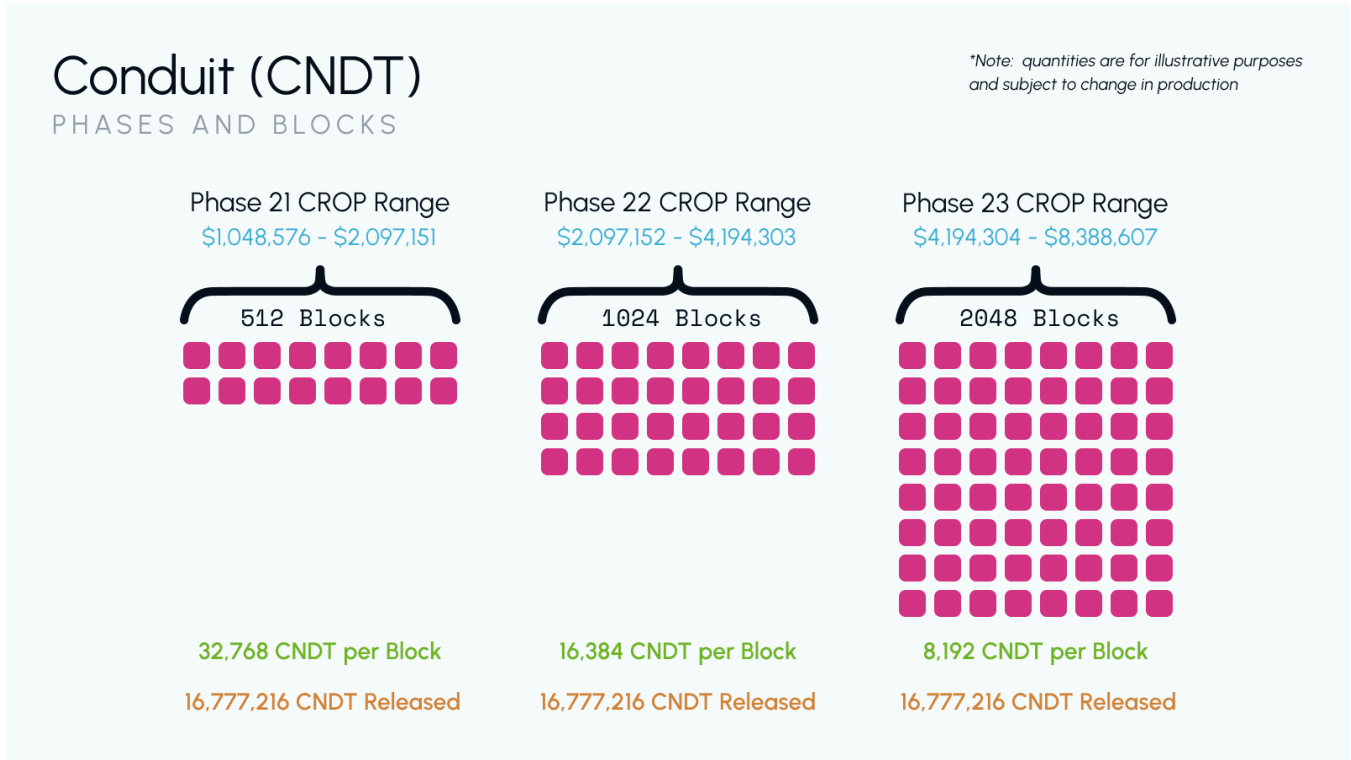 Conduit (CNDT)
PHASES AND BLOCKS
*Note:  quantities are for illustrative purposes
and subject to change in production
Phase 21 CROP Range
$1,048,576 - $2,097,151
512 Blocks
32,768 CNDT per Block
16,777,216 CNDT Released
Phase 22 CROP Range
$2,097,152 - $4,194,303
1024 Blocks
16,384 CNDT per Block
16,777,216 CNDT Released
Phase 23 CROP Range
$4,194,304 - $8,388,607
2048 Blocks
8,192 CNDT per Block
16,777,216 CNDT Released